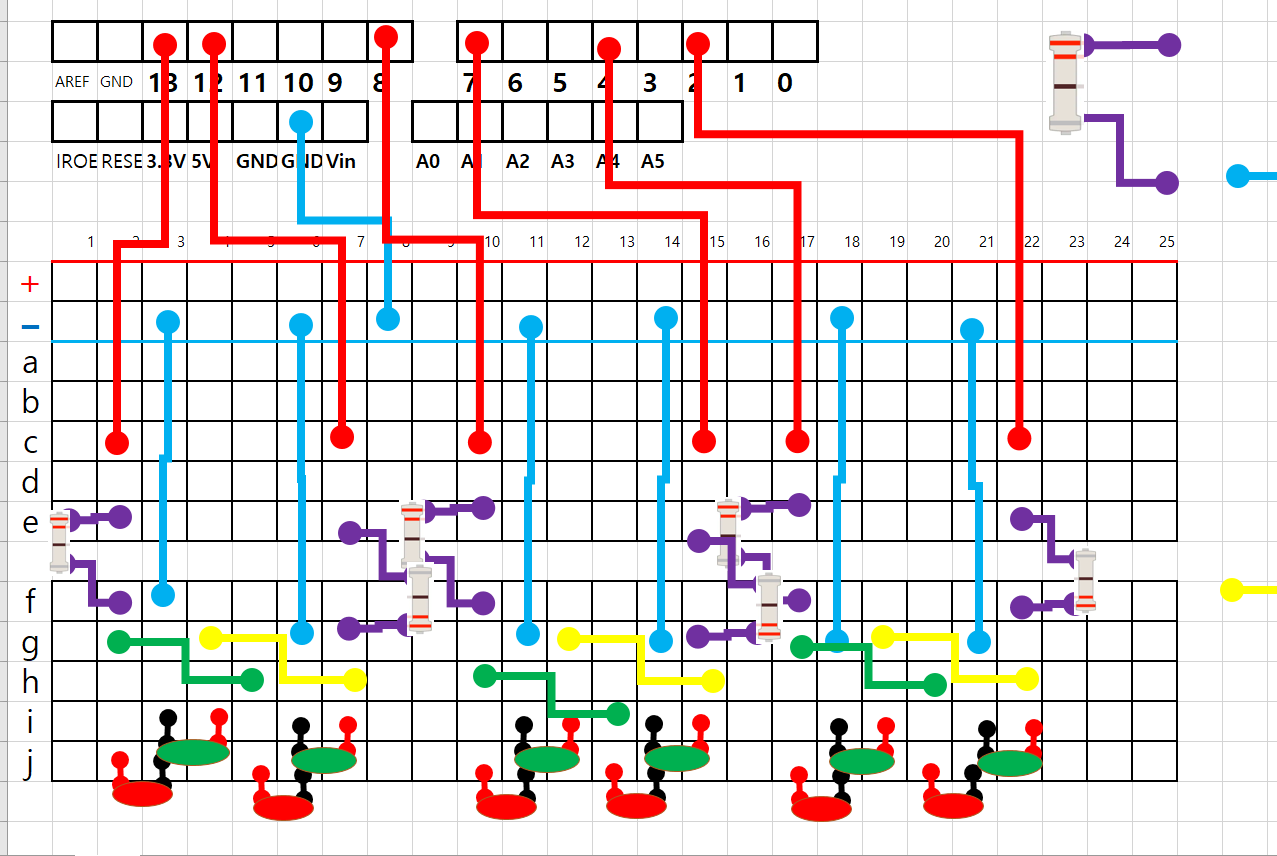 AREF GND 13 12 11 10 9 8 7 6 5 4 3 2 1 0
IROE RESE 3.3V 5V GND GND Vin A0 A1 A2 A3 A4 A5
1 2 3 4 5 6 7 8 9 10 11 12 13 14 15 16 17 18 19 20 21 22 23 24 25
+
−
a
b
c
d
e
f
g
h
i
j